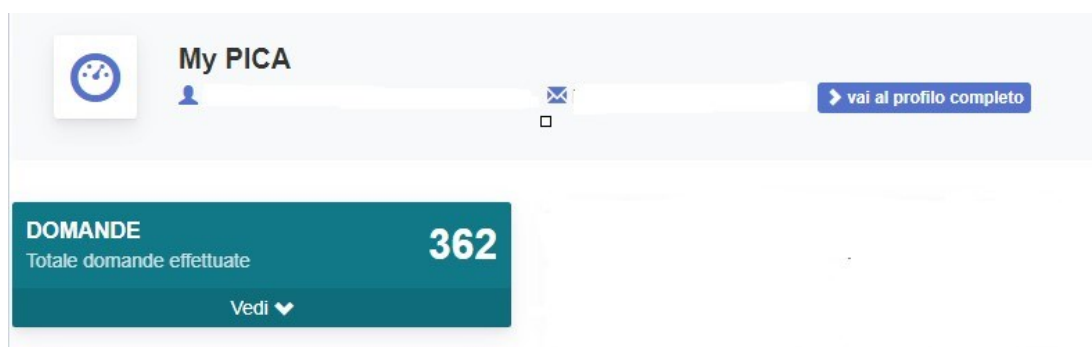 My PICA
vai al profilo completo
DOMANDE
362
Totale domande effettuate
Vedi